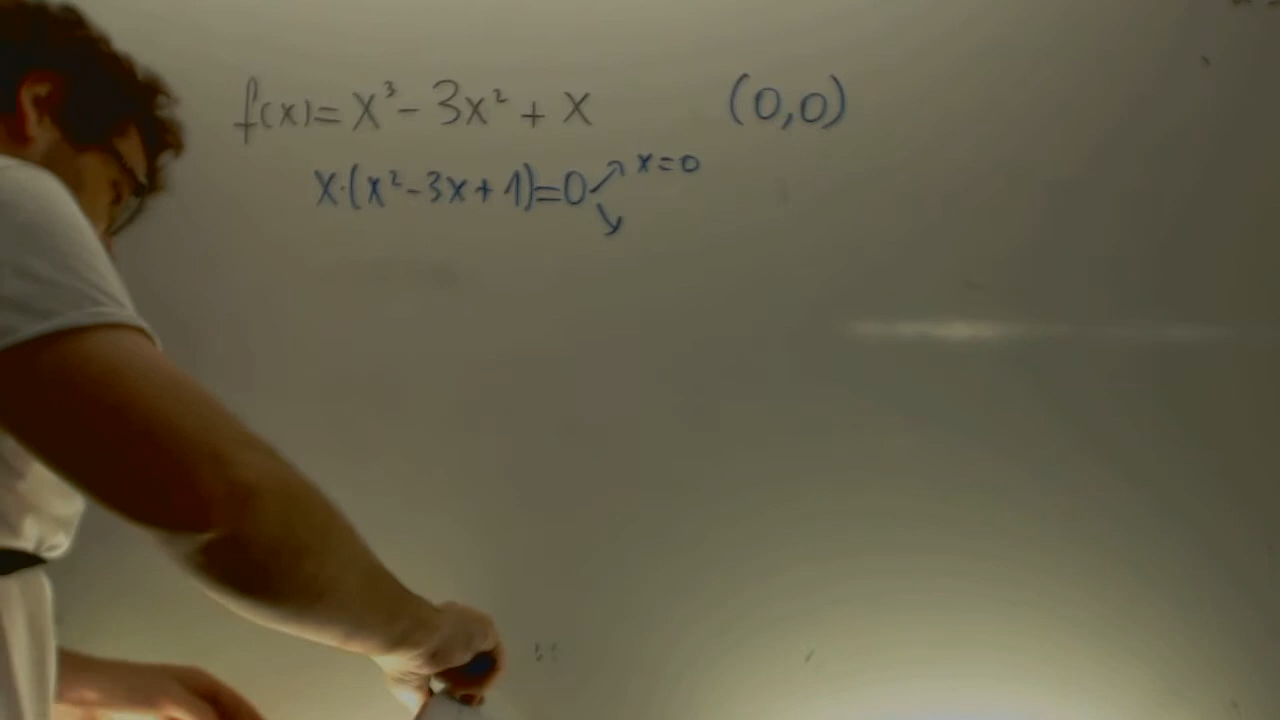 f(x)= x³ - 3x² + x (0,0)
x·(x² - 3x + 1)=0 ↗ x=0
↘